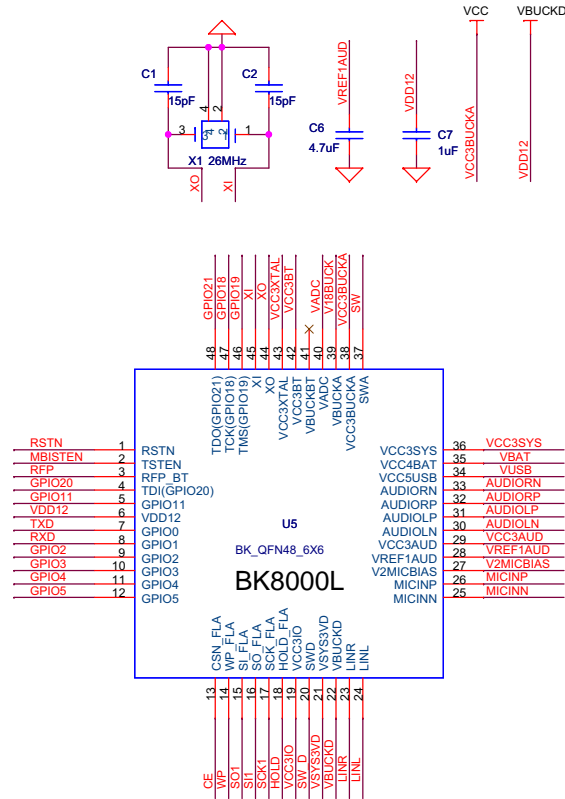 VCC VBUCKD
C1 C2
15pF 15pF
4 2
3 3 4 1 2 1
X1 26MHz
XO XI
VREF1AUD
C6
4.7uF
VDD12
C7
1uF
VCC3BUCKA
VDD12
GPIO21 GPIO18 GPIO19 XI XO VCC3XTAL VCC3BT VADC V18BUCK VCC3BUCKA SW
48 47 46 45 44 43 42 41 40 39 38 37
TDO(GPIO21) TCK(GPIO18) TMS(GPIO19) XI XO VCC3XTAL VCC3BT VBUCKBT VADC VBUCKA VCC3BUCKA SWA
RSTN 1 RSTN VCC3SYS 36 VCC3SYS
MBISTEN 2 TSTEN VCC4BAT 35 VBAT
RFP 3 RFP_BT VCC5USB 34 VUSB
GPIO20 4 TDI(GPIO20) AUDIORN 33 AUDIORN
GPIO11 5 GPIO11 AUDIORP 32 AUDIORP
VDD12 6 VDD12 AUDIOLP 31 AUDIOLP
TXD 7 GPIO0 AUDIOLN 30 AUDIOLN
RXD 8 GPIO1 VCC3AUD 29 VCC3AUD
GPIO2 9 GPIO2 VREF1AUD 28 VREF1AUD
GPIO3 10 GPIO3 V2MICBIAS 27 V2MICBIAS
GPIO4 11 GPIO4 MICINP 26 MICINP
GPIO5 12 GPIO5 MICINN 25 MICINN
U5
BK_QFN48_6X6
BK8000L
CSN_FLA WP_FLA SI_FLA SO_FLA SCK_FLA HOLD_FLA VCC3IO SWD VSYS3VD VBUCKD LINR LINL
13 14 15 16 17 18 19 20 21 22 23 24
CE WP SO1 SI1 SCK1 HOLD VCC3IO SW_D VSYS3VD VBUCKD LINR LINL